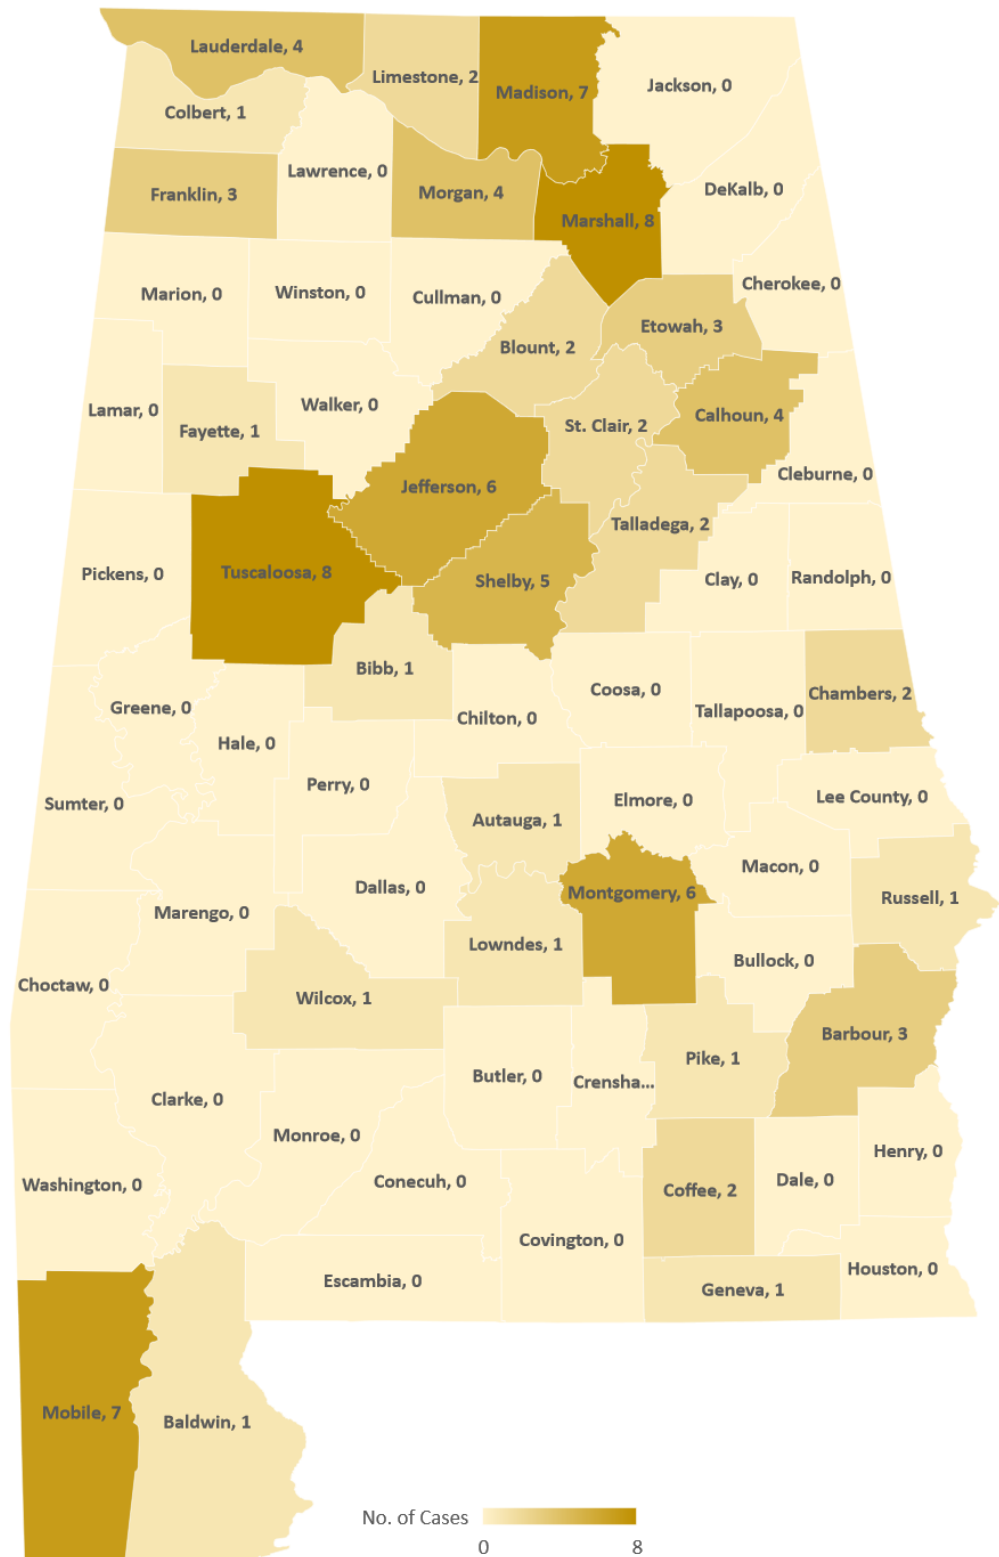 Lauderdale, 4
Limestone, 2
Madison, 7
Jackson, 0
Colbert, 1
Lawrence, 0
Franklin, 3
Morgan, 4
DeKalb, 0
Marshall, 8
Marion, 0
Winston, 0
Cullman, 0
Cherokee, 0
Etowah, 3
Blount, 2
Lamar, 0
Walker, 0
Fayette, 1
St. Clair, 2
Calhoun, 4
Cleburne, 0
Jefferson, 6
Talladega, 2
Pickens, 0
Tuscaloosa, 8
Shelby, 5
Clay, 0
Randolph, 0
Bibb, 1
Coosa, 0
Chambers, 2
Greene, 0
Tallapoosa, 0
Chilton, 0
Hale, 0
Perry, 0
Sumter, 0
Elmore, 0
Lee County, 0
Autauga, 1
Macon, 0
Dallas, 0
Montgomery, 6
Russell, 1
Marengo, 0
Lowndes, 1
Bullock, 0
Choctaw, 0
Wilcox, 1
Barbour, 3
Pike, 1
Butler, 0
Crensha...
Clarke, 0
Monroe, 0
Henry, 0
Washington, 0
Conecuh, 0
Coffee, 2
Dale, 0
Covington, 0
Houston, 0
Escambia, 0
Geneva, 1
Mobile, 7
Baldwin, 1
No. of Cases
0 8